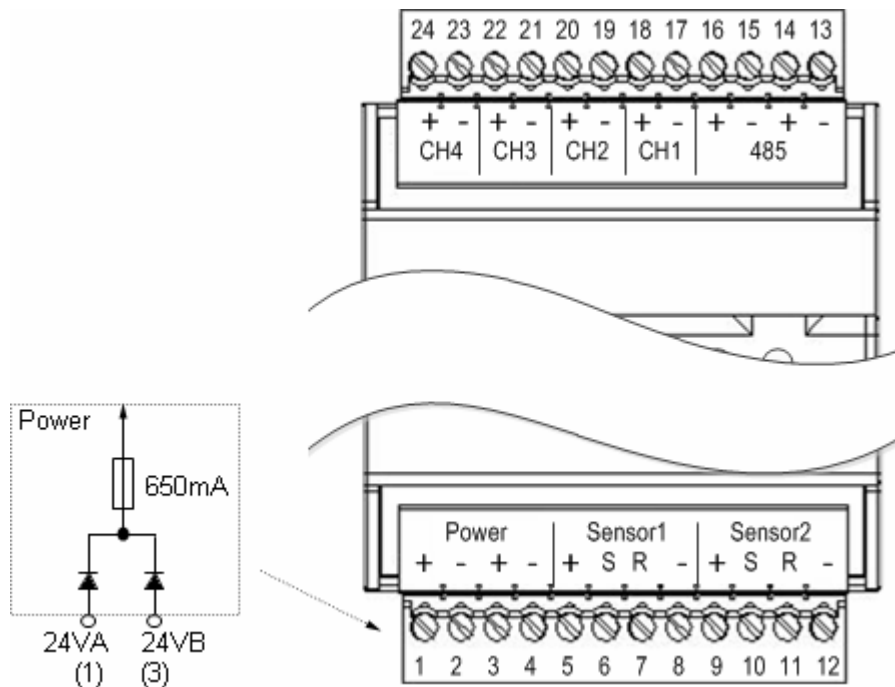 24 23 22 21 20 19 18 17 16 15 14 13
+ - + - + - + - + - + -
CH4 CH3 CH2 CH1 485
Power
650mA
24VA 24VB
(1) (3)
Power Sensor1 Sensor2
+ - + - + S R - + S R -
1 2 3 4 5 6 7 8 9 10 11 12